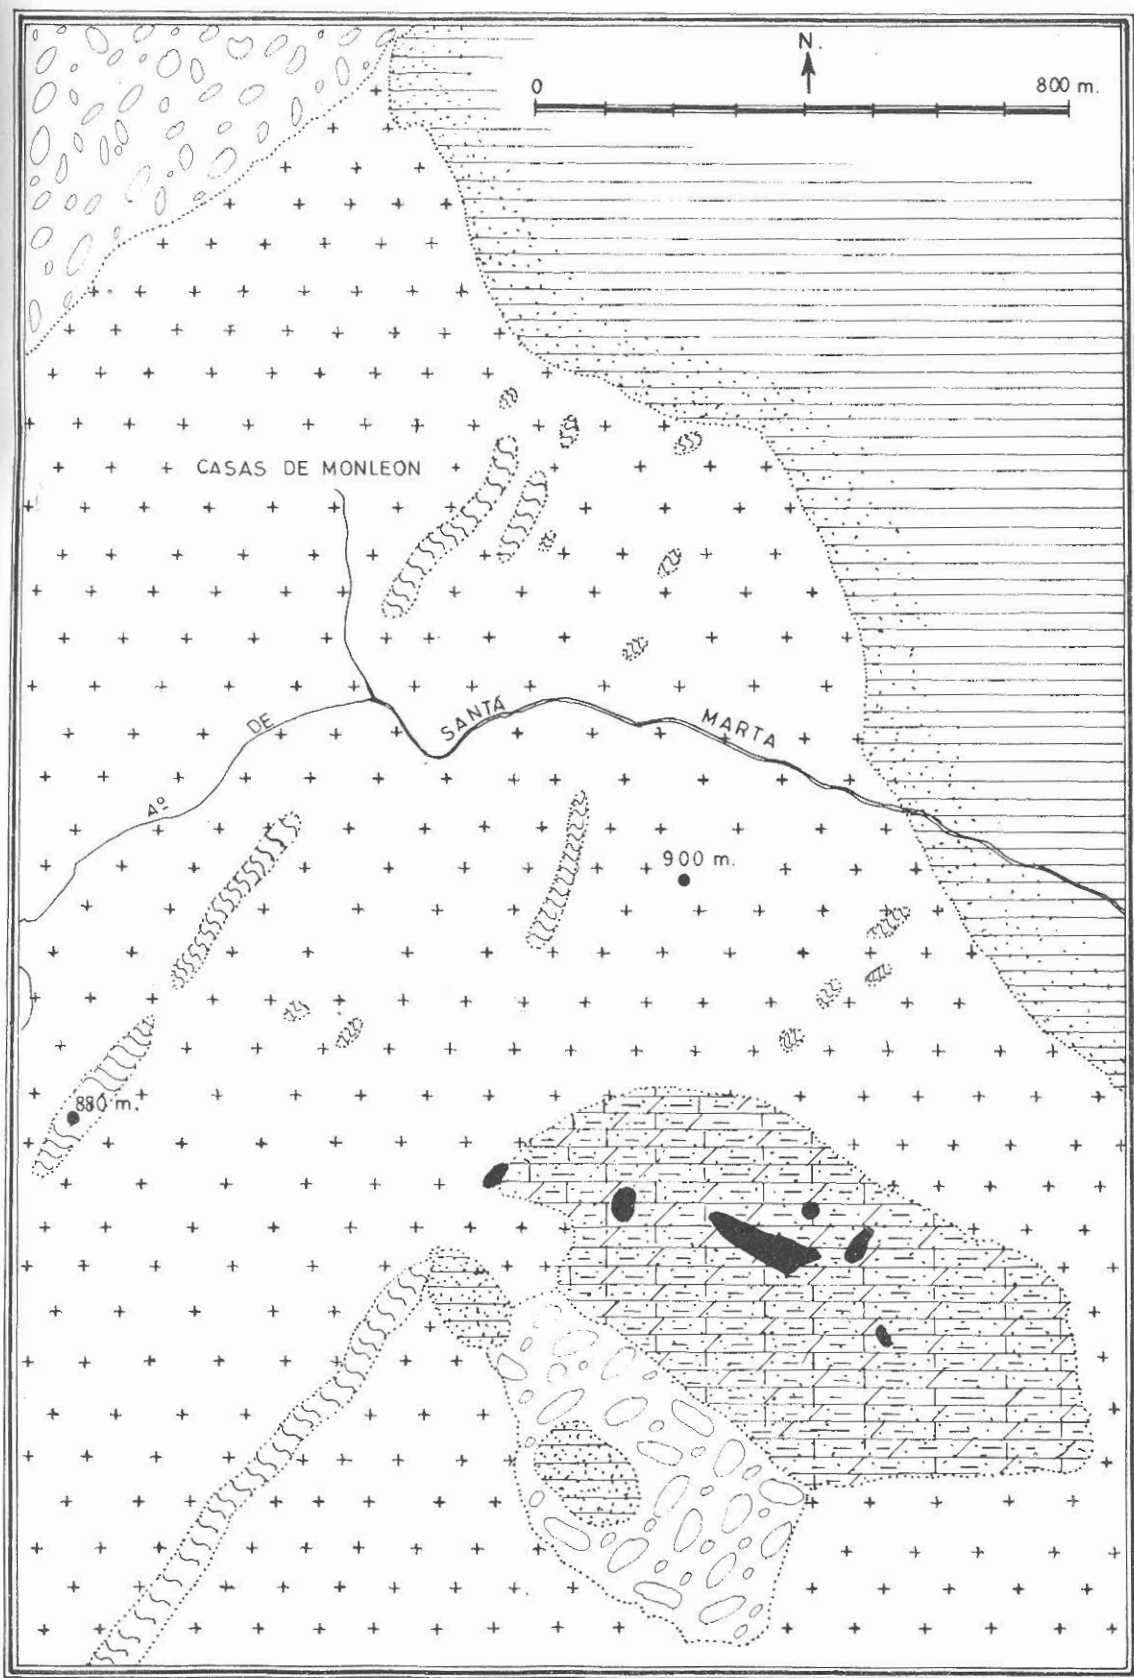 N.
0 800 m.
CASAS DE MONLEON
Aº DE SANTA MARTA
900 m.
880 m.